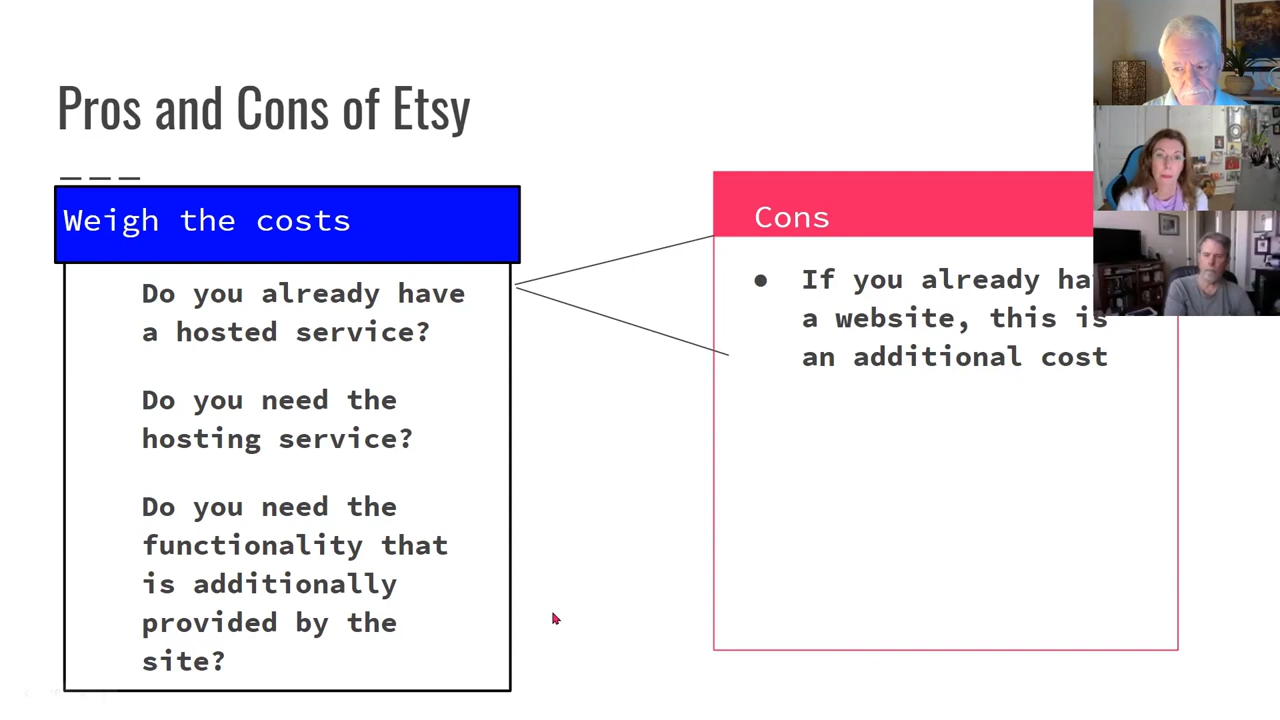 Pros and Cons of Etsy
Weigh the costs
Do you already have
a hosted service?
Do you need the
hosting service?
Do you need the
functionality that
is additionally
provided by the
site?
Cons
● If you already
a website, this is
an additional cost